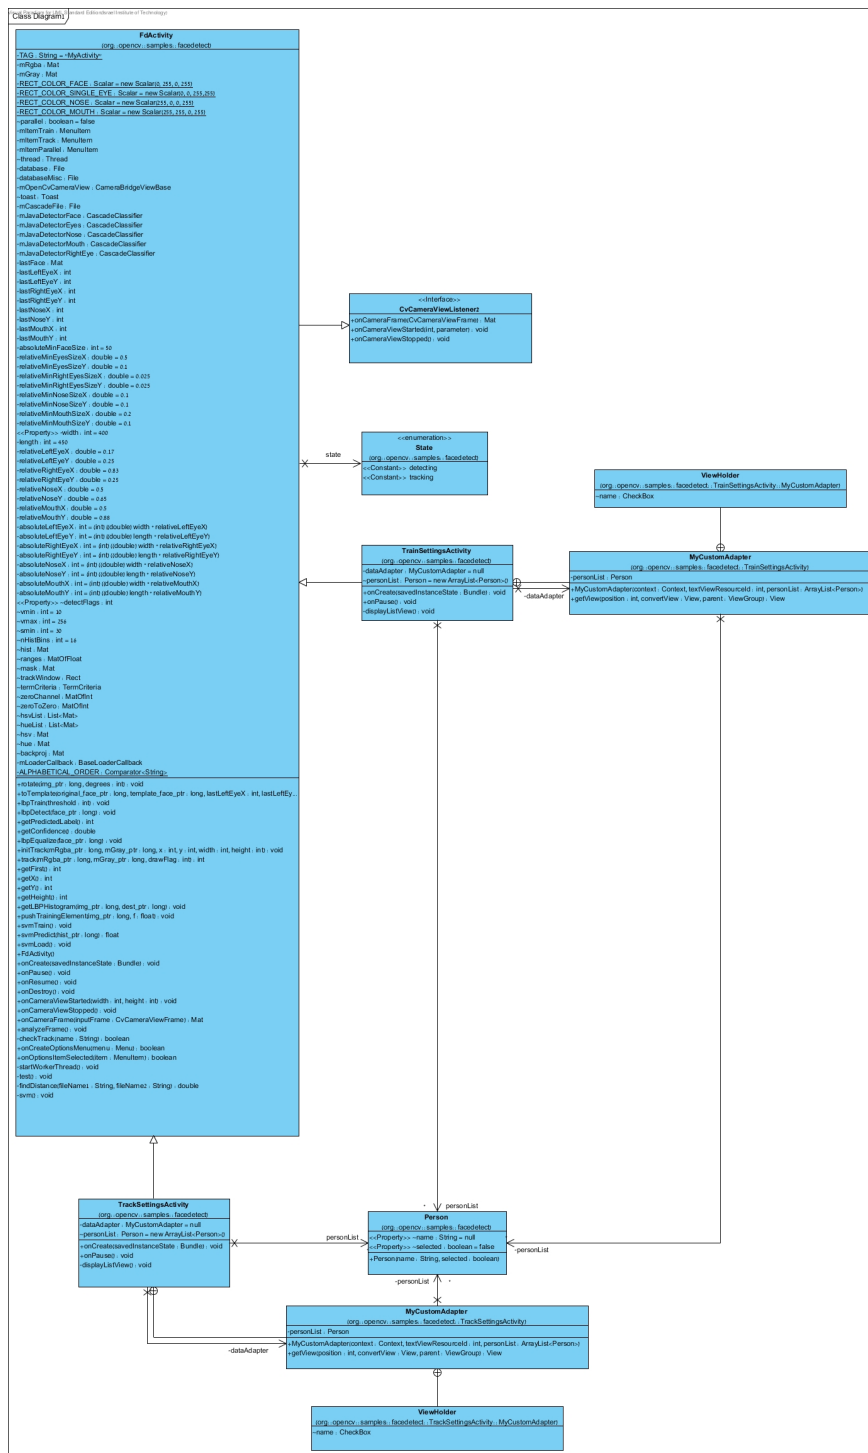 Class Diagram1
FdActivity
(org::opencv::samples::facedetect)
-TAG : String = "MyActivity"
-mRgba : Mat
-mGray : Mat
-RECT_COLOR_FACE : Scalar = new Scalar(0, 255, 0, 255)
-RECT_COLOR_SINGLE_EYE : Scalar = new Scalar(0, 0, 255,255)
-RECT_COLOR_NOSE : Scalar = new Scalar(255, 0, 0, 255)
-RECT_COLOR_MOUTH : Scalar = new Scalar(255, 255, 0, 255)
~parallel : boolean = false
-mItemTrain : MenuItem
-mItemTrack : MenuItem
-mItemParallel : MenuItem
~thread : Thread
~database : File
~databaseMisc : File
-mOpenCvCameraView : CameraBridgeViewBase
~toast : Toast
-mCascadeFile : File
-mJavaDetectorFace : CascadeClassifier
-mJavaDetectorEyes : CascadeClassifier
-mJavaDetectorNose : CascadeClassifier
-mJavaDetectorMouth : CascadeClassifier
-mJavaDetectorRightEye : CascadeClassifier
-lastFace : Mat
-lastLeftEyeX : int
-lastLeftEyeY : int
-lastRightEyeX : int
-lastRightEyeY : int
-lastNoseX : int
-lastNoseY : int
-lastMouthX : int
-lastMouthY : int
-absoluteMinFaceSize : int = 50
-relativeMinEyesSizeX : double = 0.5
-relativeMinEyesSizeY : double = 0.1
-relativeMinRightEyesSizeX : double = 0.025
-relativeMinRightEyesSizeY : double = 0.025
-relativeMinNoseSizeX : double = 0.1
-relativeMinNoseSizeY : double = 0.1
-relativeMinMouthSizeX : double = 0.2
-relativeMinMouthSizeY : double = 0.1
<<Property>> -width : int = 400
-length : int = 450
-relativeLeftEyeX : double = 0.17
-relativeLeftEyeY : double = 0.25
-relativeRightEyeX : double = 0.83
-relativeRightEyeY : double = 0.25
-relativeNoseX : double = 0.5
-relativeNoseY : double = 0.65
-relativeMouthX : double = 0.5
-relativeMouthY : double = 0.88
-absoluteLeftEyeX : int = (int) ((double) width * relativeLeftEyeX)
-absoluteLeftEyeY : int = (int) ((double) length * relativeLeftEyeY)
-absoluteRightEyeX : int = (int) ((double) width * relativeRightEyeX)
-absoluteRightEyeY : int = (int) ((double) length * relativeRightEyeY)
-absoluteNoseX : int = (int) ((double) width * relativeNoseX)
-absoluteNoseY : int = (int) ((double) length * relativeNoseY)
-absoluteMouthX : int = (int) ((double) width * relativeMouthX)
-absoluteMouthY : int = (int) ((double) length * relativeMouthY)
<<Property>> ~detectFlags : int
~vmin : int = 10
~vmax : int = 256
~smin : int = 30
~nHistBins : int = 16
~hist : Mat
~ranges : MatOfFloat
~mask : Mat
~trackWindow : Rect
~termCriteria : TermCriteria
~zeroChannel : MatOfInt
~zeroToZero : MatOfInt
~hsvList : List<Mat>
~hueList : List<Mat>
~hsv : Mat
~hue : Mat
~backproj : Mat
-mLoaderCallback : BaseLoaderCallback
-ALPHABETICAL_ORDER : Comparator<String>
+rotate(img_ptr : long, degrees : int) : void
+toTemplate(original_face_ptr : long, template_face_ptr : long, lastLeftEyeX : int, lastLeftEy...
+lbpTrain(threshold : int) : void
+lbpDetect(face_ptr : long) : void
+getPredictedLabel() : int
+getConfidence() : double
+lbpEqualize(face_ptr : long) : void
+initTrack(mRgba_ptr : long, mGray_ptr : long, x : int, y : int, width : int, height : int) : void
+track(mRgba_ptr : long, mGray_ptr : long, drawFlag : int) : int
+getFirst() : int
+getX() : int
+getY() : int
+getHeight() : int
+getLBPHistogram(img_ptr : long, dest_ptr : long) : void
+pushTrainingElement(img_ptr : long, f : float) : void
+svmTrain() : void
+svmPredict(hist_ptr : long) : float
+svmLoad() : void
+FdActivity()
+onCreate(savedInstanceState : Bundle) : void
+onPause() : void
+onResume() : void
+onDestroy() : void
+onCameraViewStarted(width : int, height : int) : void
+onCameraViewStopped() : void
+onCameraFrame(inputFrame : CvCameraViewFrame) : Mat
+analyzeFrame() : void
-checkTrack(name : String) : boolean
+onCreateOptionsMenu(menu : Menu) : boolean
+onOptionsItemSelected(item : MenuItem) : boolean
-startWorkerThread() : void
-test() : void
-findDistance(fileName1 : String, fileName2 : String) : double
-svm() : void
<<Interface>>
CvCameraViewListener2
+onCameraFrame(CvCameraViewFrame) : Mat
+onCameraViewStarted(int, parameter) : void
+onCameraViewStopped() : void
state
<<enumeration>>
State
(org::opencv::samples::facedetect)
<<Constant>> detecting
<<Constant>> tracking
ViewHolder
(org::opencv::samples::facedetect::TrainSettingsActivity::MyCustomAdapter)
~name : CheckBox
TrainSettingsActivity
(org::opencv::samples::facedetect)
-dataAdapter : MyCustomAdapter = null
~personList : Person = new ArrayList<Person>()
+onCreate(savedInstanceState : Bundle) : void
+onPause() : void
-displayListView() : void
-dataAdapter
MyCustomAdapter
(org::opencv::samples::facedetect::TrainSettingsActivity)
-personList : Person
+MyCustomAdapter(context : Context, textViewResourceId : int, personList : ArrayList<Person>)
+getView(position : int, convertView : View, parent : ViewGroup) : View
TrackSettingsActivity
(org::opencv::samples::facedetect)
-dataAdapter : MyCustomAdapter = null
~personList : Person = new ArrayList<Person>()
+onCreate(savedInstanceState : Bundle) : void
+onPause() : void
-displayListView() : void
* personList
personList
Person
(org::opencv::samples::facedetect)
<<Property>> ~name : String = null
<<Property>> ~selected : boolean = false
+Person(name : String, selected : boolean)
-personList
-personList *
MyCustomAdapter
(org::opencv::samples::facedetect::TrackSettingsActivity)
-personList : Person
+MyCustomAdapter(context : Context, textViewResourceId : int, personList : ArrayList<Person>)
+getView(position : int, convertView : View, parent : ViewGroup) : View
-dataAdapter
ViewHolder
(org::opencv::samples::facedetect::TrackSettingsActivity::MyCustomAdapter)
~name : CheckBox